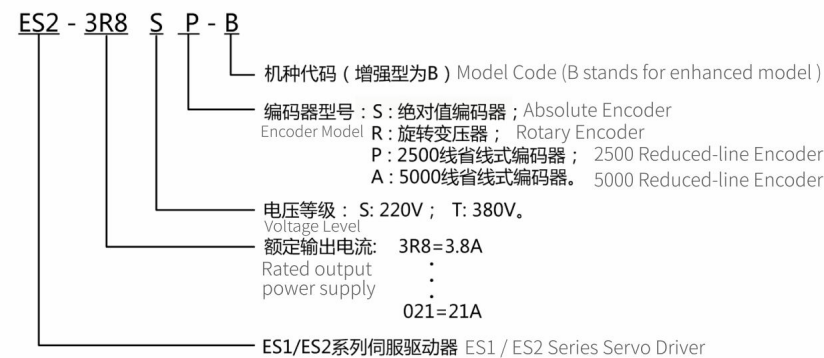 ES2 - 3R8 S P - B
机种代码（增强型为B）Model Code (B stands for enhanced model )
编码器型号：S：绝对值编码器；Absolute Encoder
Encoder Model R：旋转变压器； Rotary Encoder
P：2500线省线式编码器； 2500 Reduced-line Encoder
A：5000线省线式编码器。 5000 Reduced-line Encoder
电压等级： S: 220V； T: 380V。
Voltage Level
额定输出电流: 3R8=3.8A
Rated output
power supply
021=21A
ES1/ES2系列伺服驱动器 ES1 / ES2 Series Servo Driver